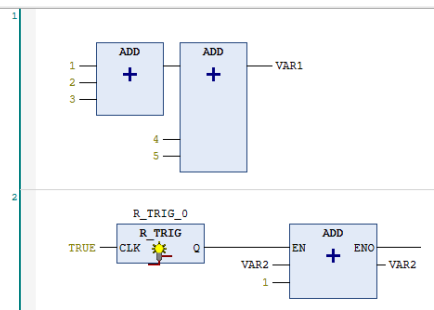 1
ADD ADD
1 VAR1
2
3
4
5
2
R_TRIG_0
R_TRIG ADD
TRUE CLK Q EN ENO
VAR2 VAR2
1